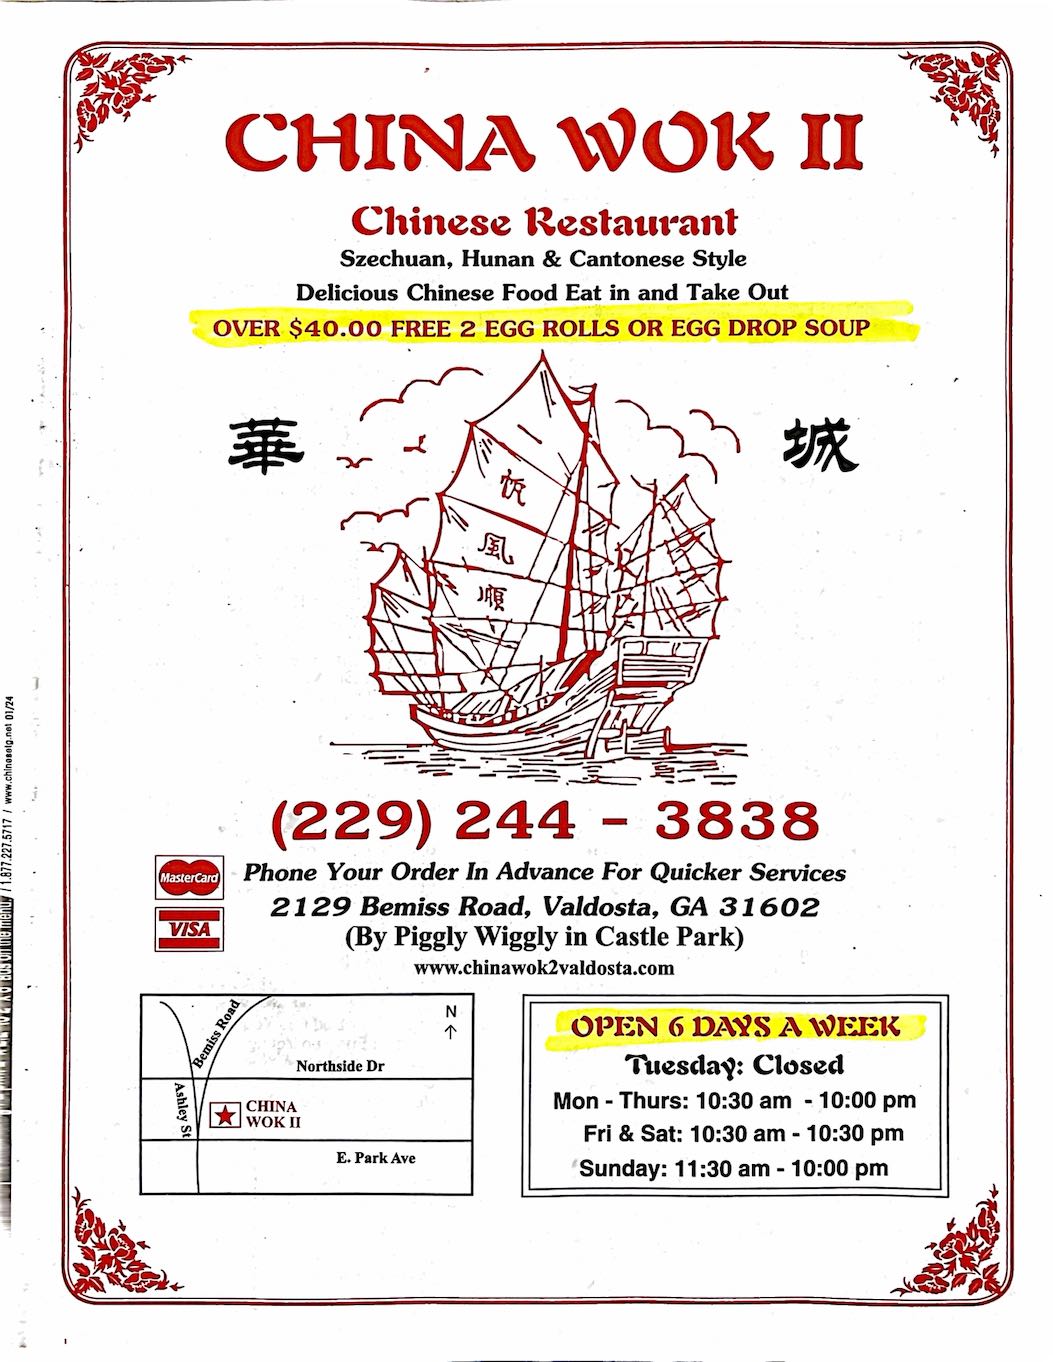 CHINA WOK II
Chinese Restaurant
Szechuan, Hunan & Cantonese Style
Delicious Chinese Food Eat in and Take Out
OVER $40.00 FREE 2 EGG ROLLS OR EGG DROP SOUP
華 城
帆
風
順
(229) 244 - 3838
MasterCard
VISA
Phone Your Order In Advance For Quicker Services
2129 Bemiss Road, Valdosta, GA 31602
(By Piggly Wiggly in Castle Park)
www.chinawok2valdosta.com
Bemiss Road
N
Northside Dr
Ashley St
CHINA
WOK II
E. Park Ave
OPEN 6 DAYS A WEEK
Tuesday: Closed
Mon - Thurs: 10:30 am - 10:00 pm
Fri & Sat: 10:30 am - 10:30 pm
Sunday: 11:30 am - 10:00 pm
/ 1.877.227.5717 / www.chinesetg.net 01/24